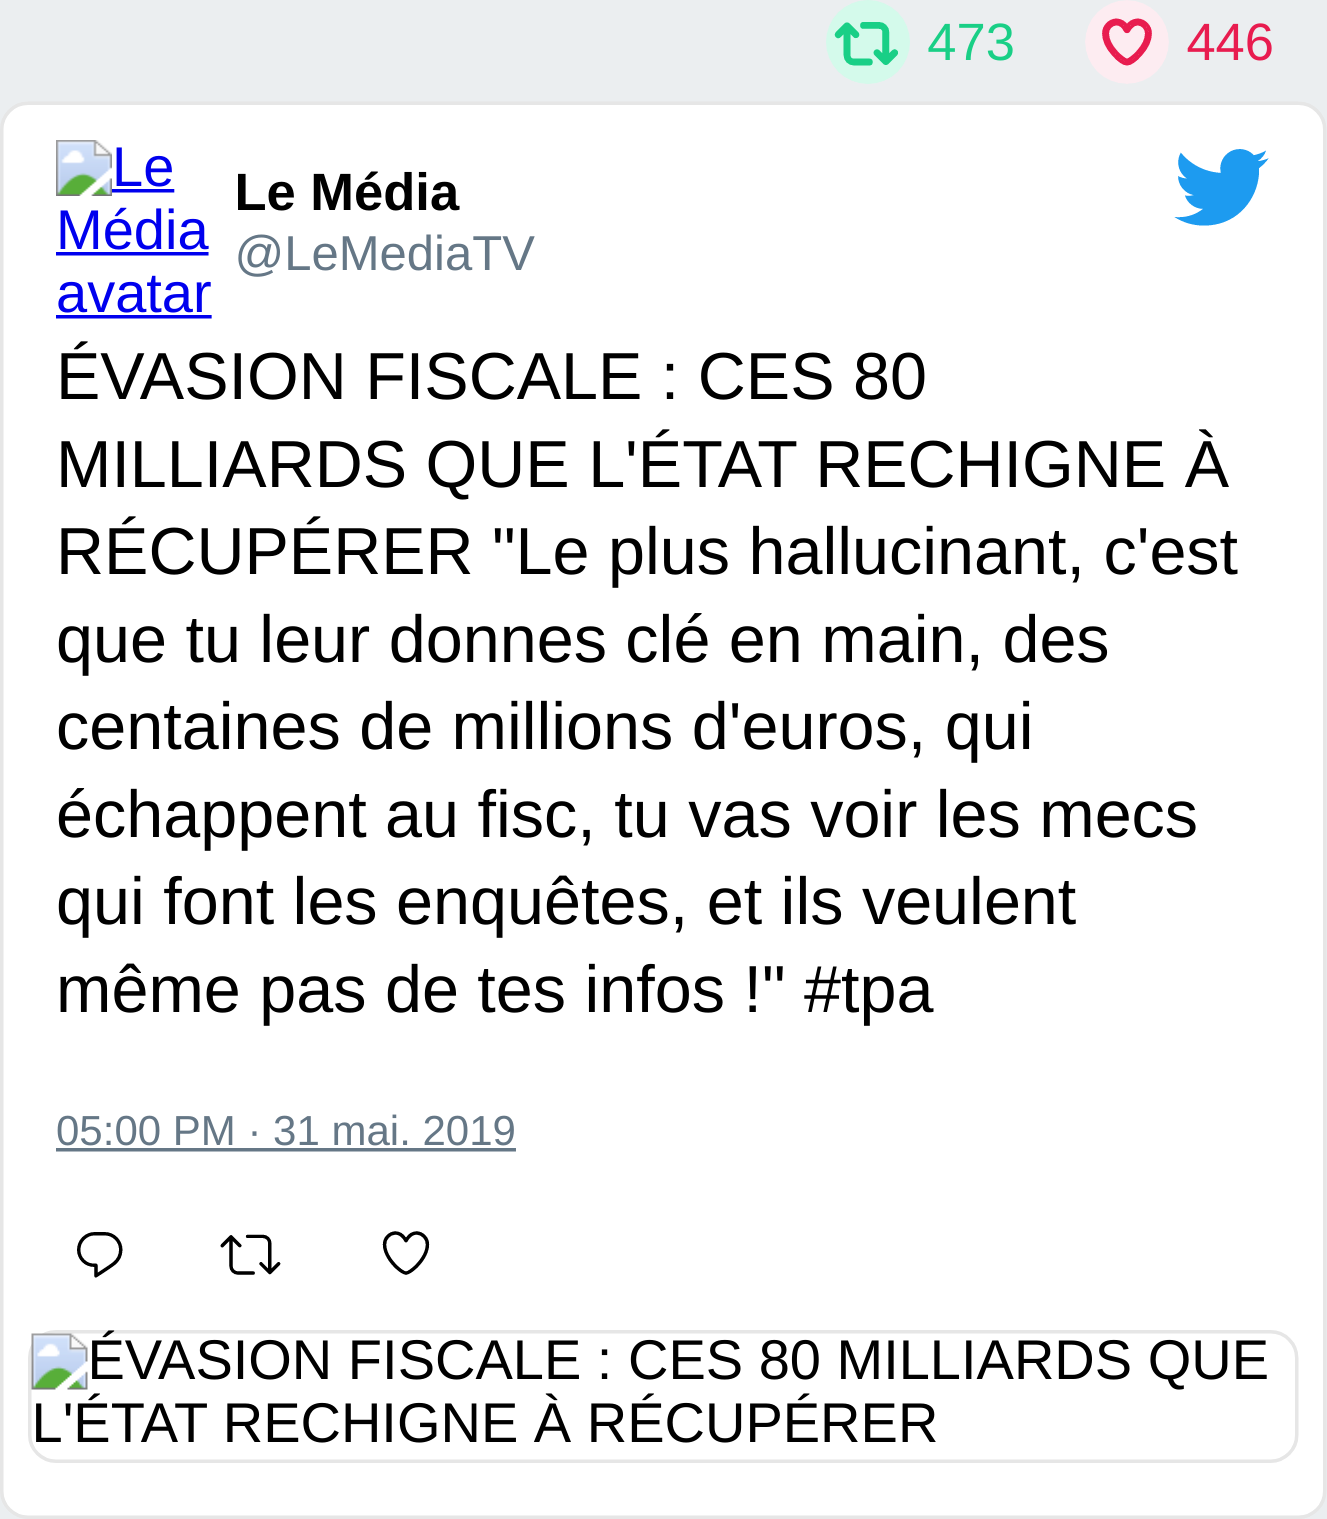 473 446
Le
Média
avatar
Le Média
@LeMediaTV
ÉVASION FISCALE : CES 80
MILLIARDS QUE L'ÉTAT RECHIGNE À
RÉCUPÉRER "Le plus hallucinant, c'est
que tu leur donnes clé en main, des
centaines de millions d'euros, qui
échappent au fisc, tu vas voir les mecs
qui font les enquêtes, et ils veulent
même pas de tes infos !" #tpa
05:00 PM · 31 mai. 2019
ÉVASION FISCALE : CES 80 MILLIARDS QUE
L'ÉTAT RECHIGNE À RÉCUPÉRER